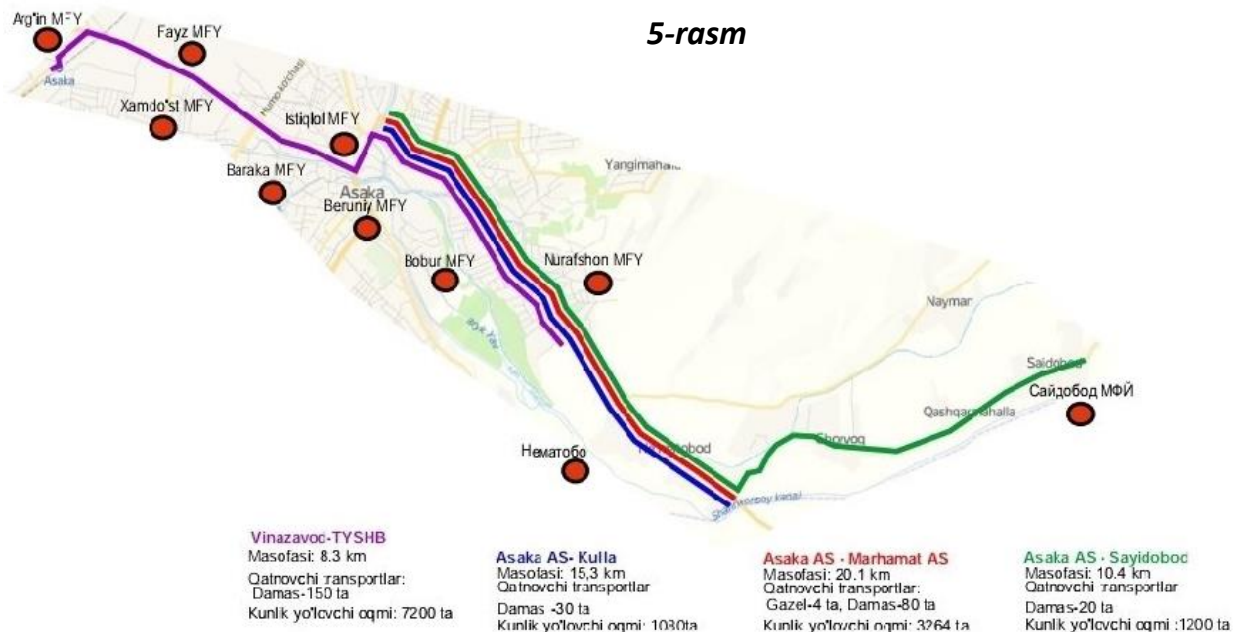 5-rasm
Arg'in MFY
Fayz MFY
Asaka
Humo ko'chasi
Xamdo'st MFY
Istiqlol MFY
Yangimahalla
Baraka MFY
Asaka
Beruniy MFY
Bobur MFY
Nurafshon MFY
Nayman
Saidobod
Сайдобод МФЙ
Qashqarmahalla
Нематобо
Vinazavod-TYSHB
Masofasi: 8.3 km
Qatnovchi transportlar:
Damas-150 ta
Kunlik yo'lovchi oqmi: 7200 ta
Asaka AS- Kulla
Masofasi: 15,3 km
Qatnovchi transportlar
Damas -30 ta
Kunlik yo'lovchi oqmi: 1080ta
Asaka AS - Marhamat AS
Masofasi: 20.1 km
Qatnovchi transportlar:
Gazel-4 ta, Damas-80 ta
Kunlik yo'lovchi oqmi: 3264 ta
Asaka AS - Sayidobod
Masofasi: 10.4 km
Qatnovchi transportlar:
Damas-20 ta
Kunlik yo'lovchi oqmi :1200 ta